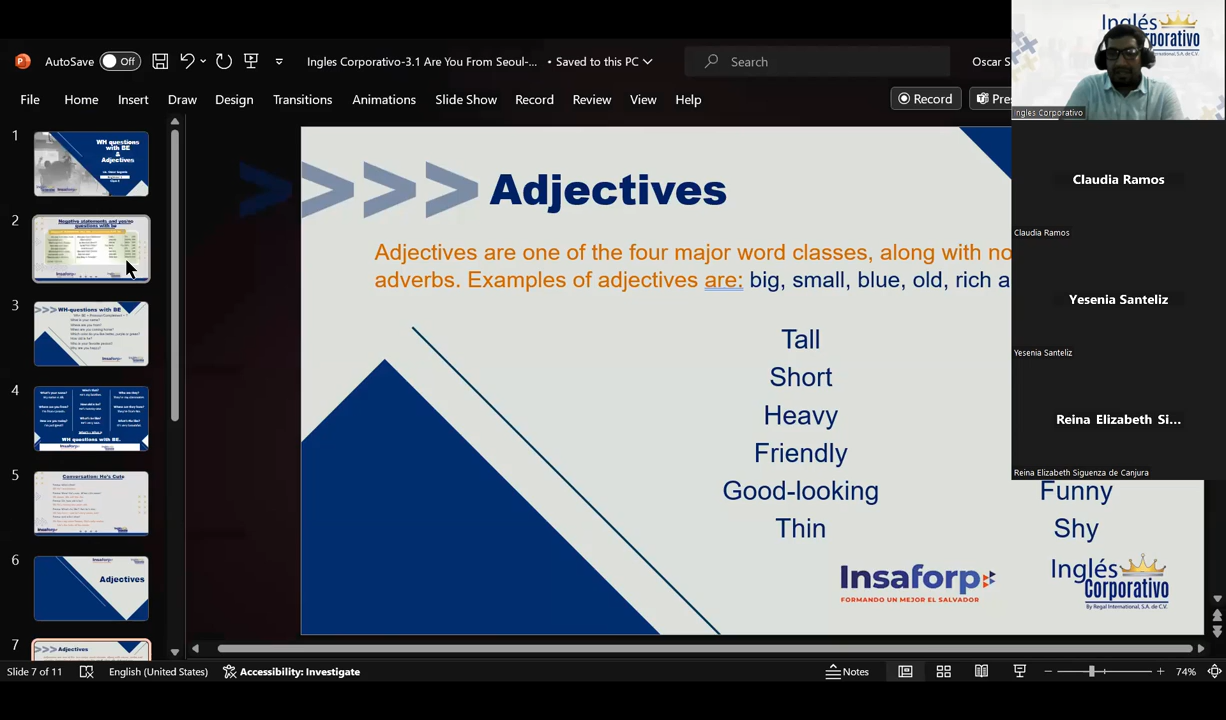 AutoSave
Off
Ingles Corporativo-3.1 Are You From Seoul-... • Saved to this PC
Search
Oscar S
File
Home
Insert
Draw
Design
Transitions
Animations
Slide Show
Record
Review
View
Help
Record
Pres
1
WH questions
with BE
&
Adjectives
2
Negative statements and yes/no
questions with be
3
WH-questions with BE
4
WH questions with BE.
5
Conversation: He's Cute
6
Adjectives
7
Adjectives
>>>> Adjectives
Adjectives are one of the four major word classes, along with no
adverbs. Examples of adjectives are: big, small, blue, old, rich a
Tall
Short
Heavy
Friendly
Good-looking
Thin
Funny
Shy
Insaforp
FORMANDO UN MEJOR EL SALVADOR
Inglés
Corporativo
By Regal International, S.A. de C.V.
Inglés
orporativo
Ingles Corporativo
Claudia Ramos
Claudia Ramos
Yesenia Santeliz
Yesenia Santeliz
Reina Elizabeth Si...
Reina Elizabeth Siguenza de Canjura
Slide 7 of 11
English (United States)
Accessibility: Investigate
Notes
74%